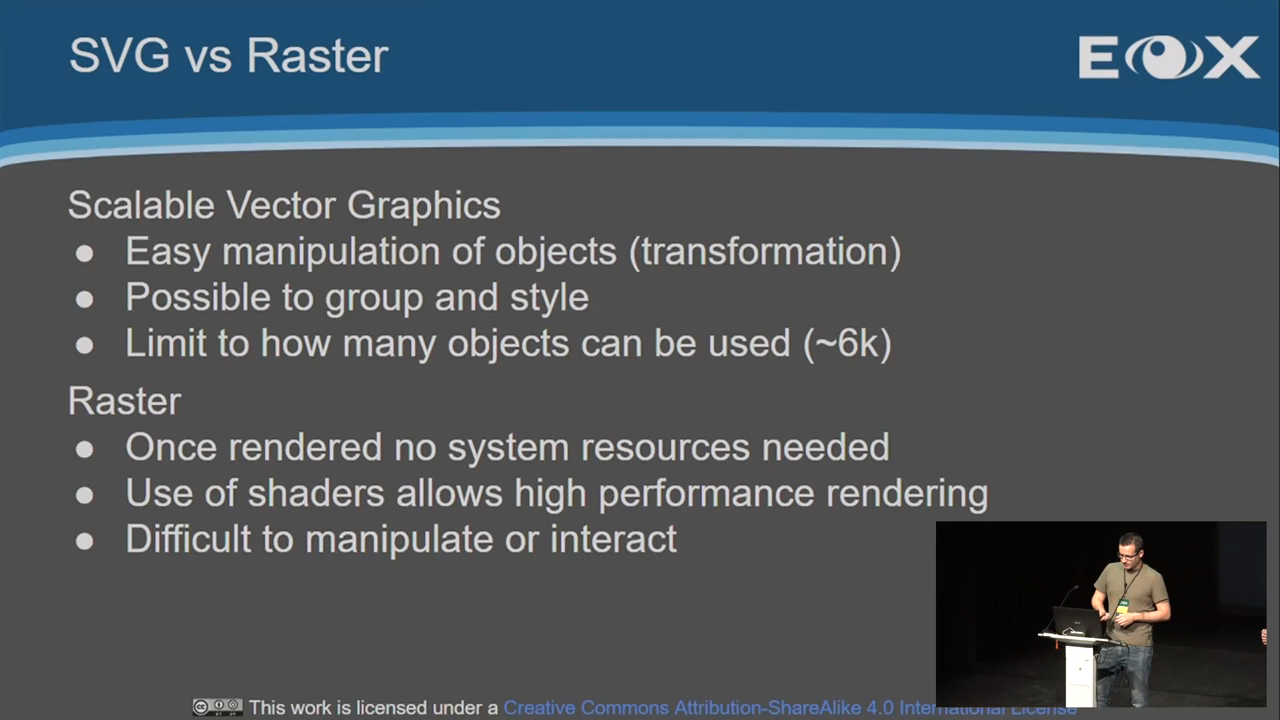 SVG vs Raster
EOX
Scalable Vector Graphics
● Easy manipulation of objects (transformation)
● Possible to group and style
● Limit to how many objects can be used (~6k)
Raster
● Once rendered no system resources needed
● Use of shaders allows high performance rendering
● Difficult to manipulate or interact
This work is licensed under a Creative Commons Attribution-ShareAlike 4.0 International License